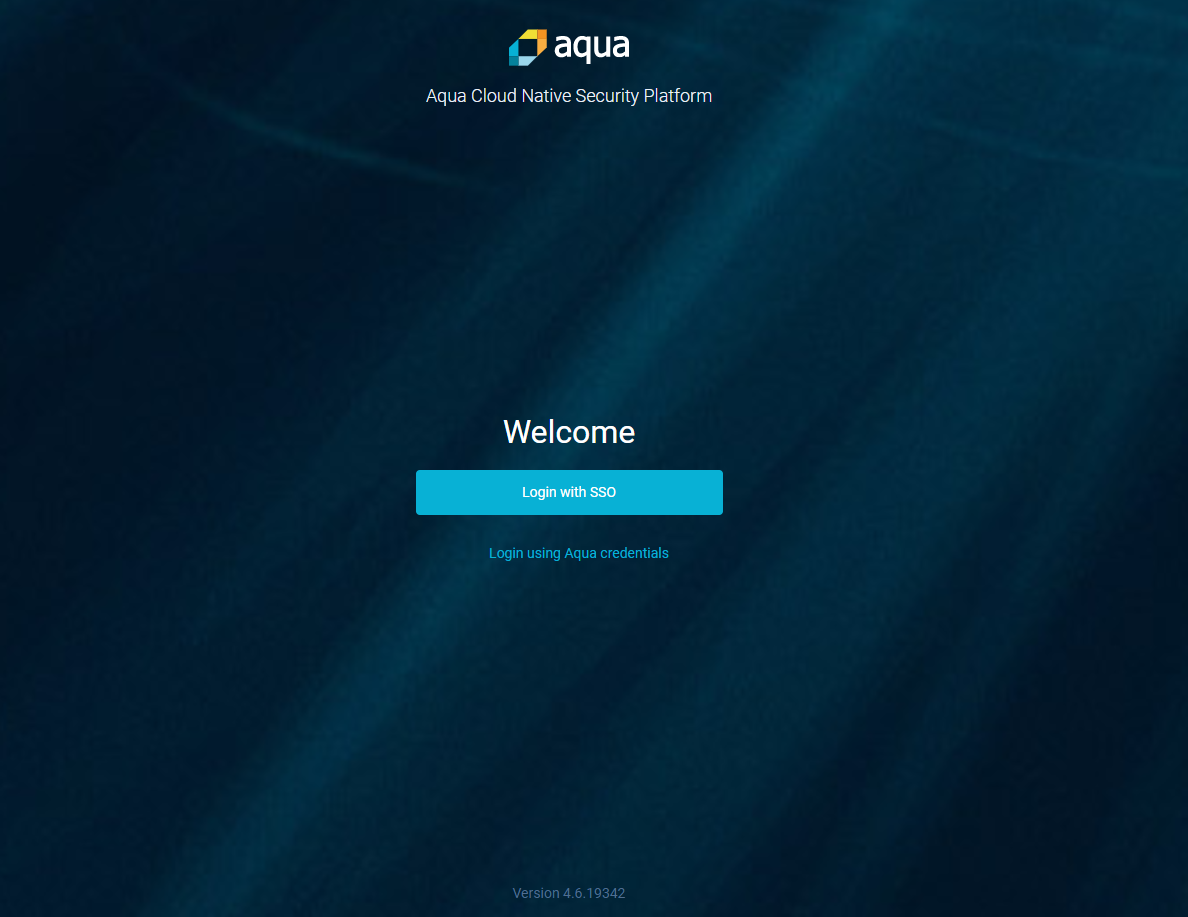 aqua
Aqua Cloud Native Security Platform
Welcome
Login with SSO
Login using Aqua credentials
Version 4.6.19342